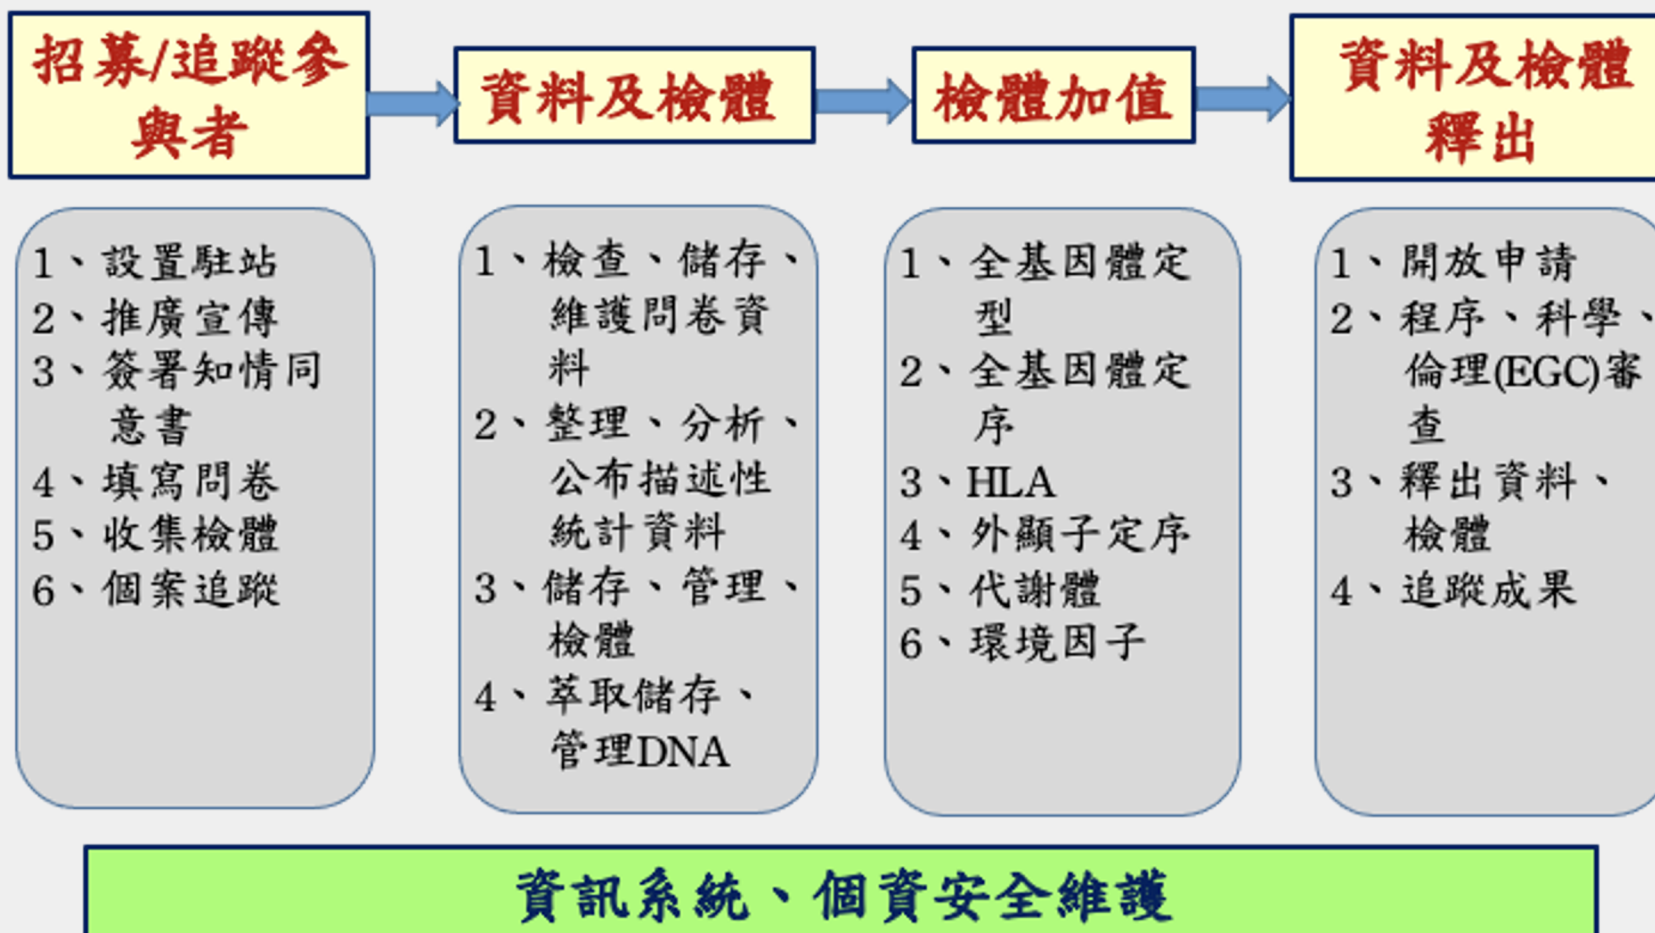 招募/追蹤參
與者
資料及檢體
檢體加值
資料及檢體
釋出
1、設置駐站
2、推廣宣傳
3、簽署知情同
意書
4、填寫問卷
5、收集檢體
6、個案追蹤
1、檢查、儲存、
維護問卷資
料
2、整理、分析、
公布描述性
統計資料
3、儲存、管理、
檢體
4、萃取儲存、
管理DNA
1、全基因體定
型
2、全基因體定
序
3、HLA
4、外顯子定序
5、代謝體
6、環境因子
1、開放申請
2、程序、科學、
倫理(EGC)審
查
3、釋出資料、
檢體
4、追蹤成果
資訊系統、個資安全維護